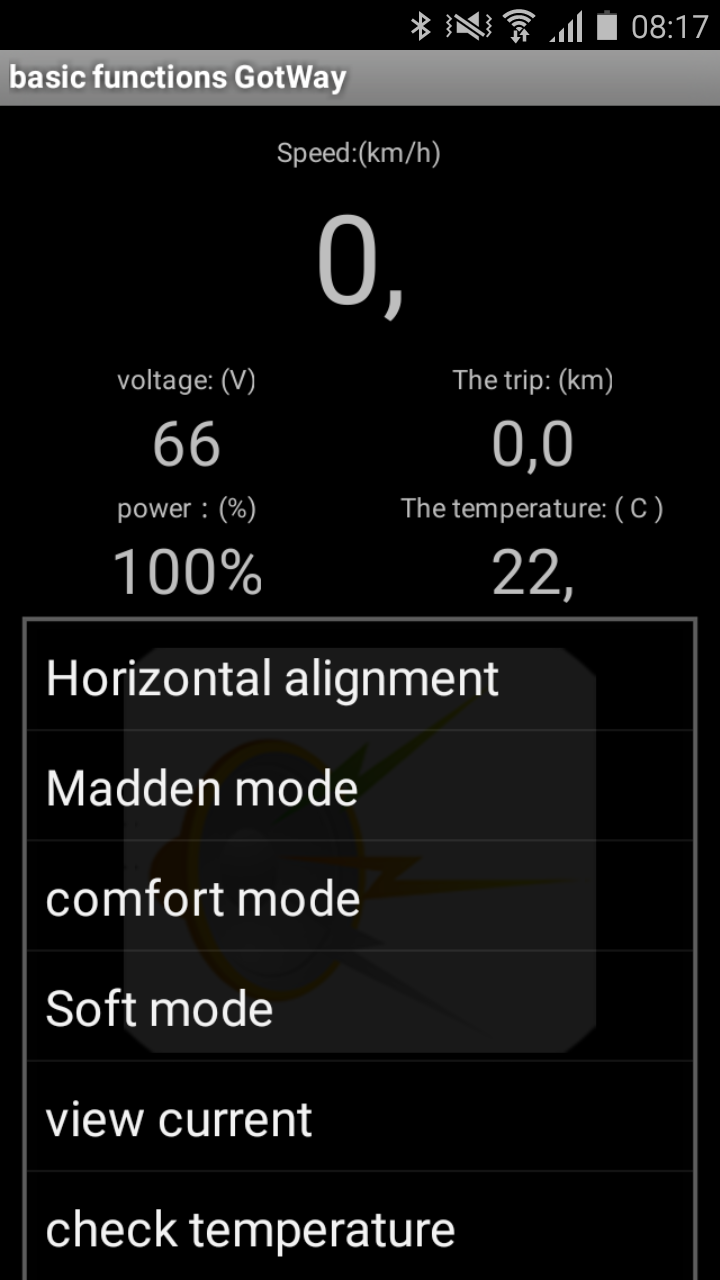 08:17
basic functions GotWay
Speed:(km/h)
0,
voltage: (V) The trip: (km)
66 0,0
power : (%) The temperature: ( C )
100% 22,
Horizontal alignment
Madden mode
comfort mode
Soft mode
view current
check temperature